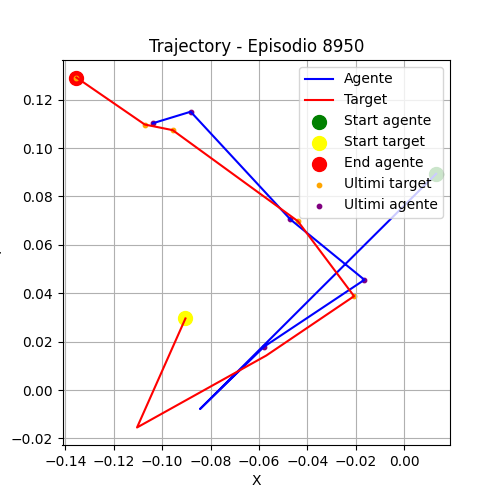 Trajectory - Episodio 8950
Agente
Target
Start agente
Start target
End agente
Ultimi target
Ultimi agente
0.12
0.10
0.08
0.06
0.04
0.02
0.00
−0.02
−0.14
−0.12
−0.10
−0.08
−0.06
−0.04
−0.02
0.00
X